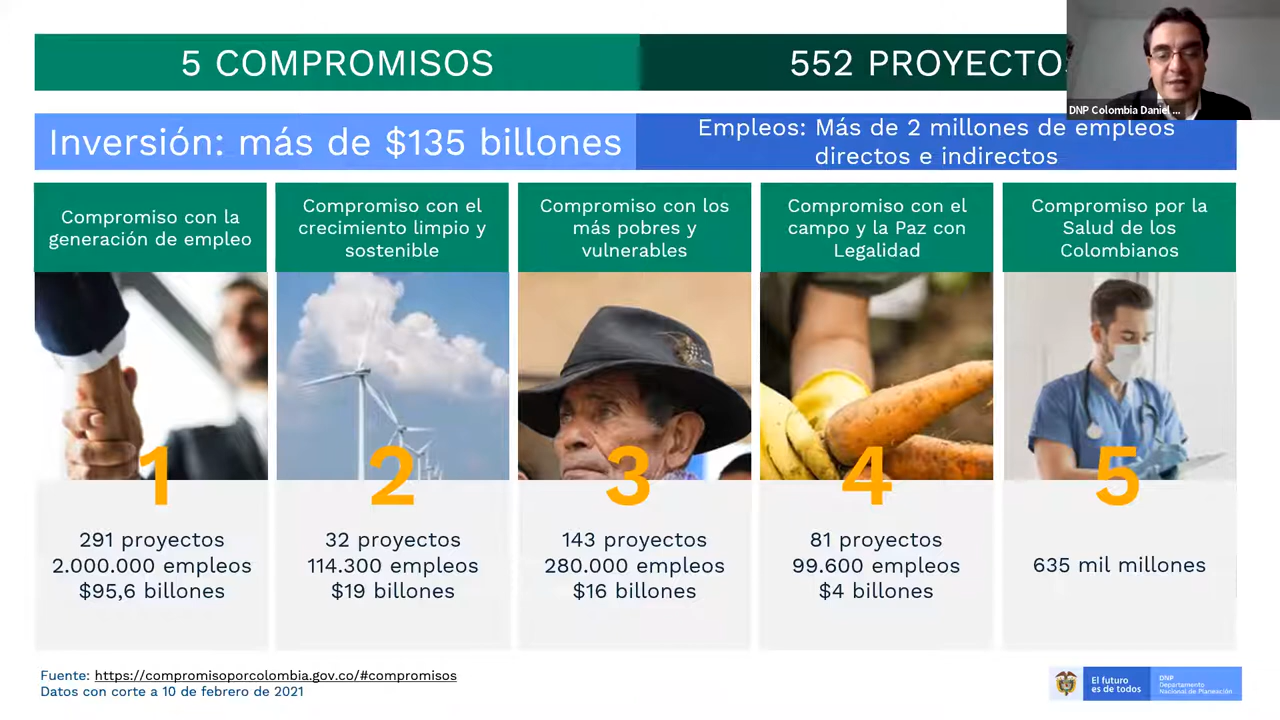 5 COMPROMISOS
552 PROYECTO
DNP Colombia Daniel ...
Inversión: más de $135 billones
Empleos: Más de 2 millones de empleos
directos e indirectos
Compromiso con la
generación de empleo
Compromiso con el
crecimiento limpio y
sostenible
Compromiso con los
más pobres y
vulnerables
Compromiso con el
campo y la Paz con
Legalidad
Compromiso por la
Salud de los
Colombianos
1
291 proyectos
2.000.000 empleos
$95,6 billones
2
32 proyectos
114.300 empleos
$19 billones
3
143 proyectos
280.000 empleos
$16 billones
4
81 proyectos
99.600 empleos
$4 billones
5
635 mil millones
Fuente: https://compromisoporcolombia.gov.co/#compromisos
Datos con corte a 10 de febrero de 2021
El futuro
es de todos
DNP
Departamento
Nacional de Planeación